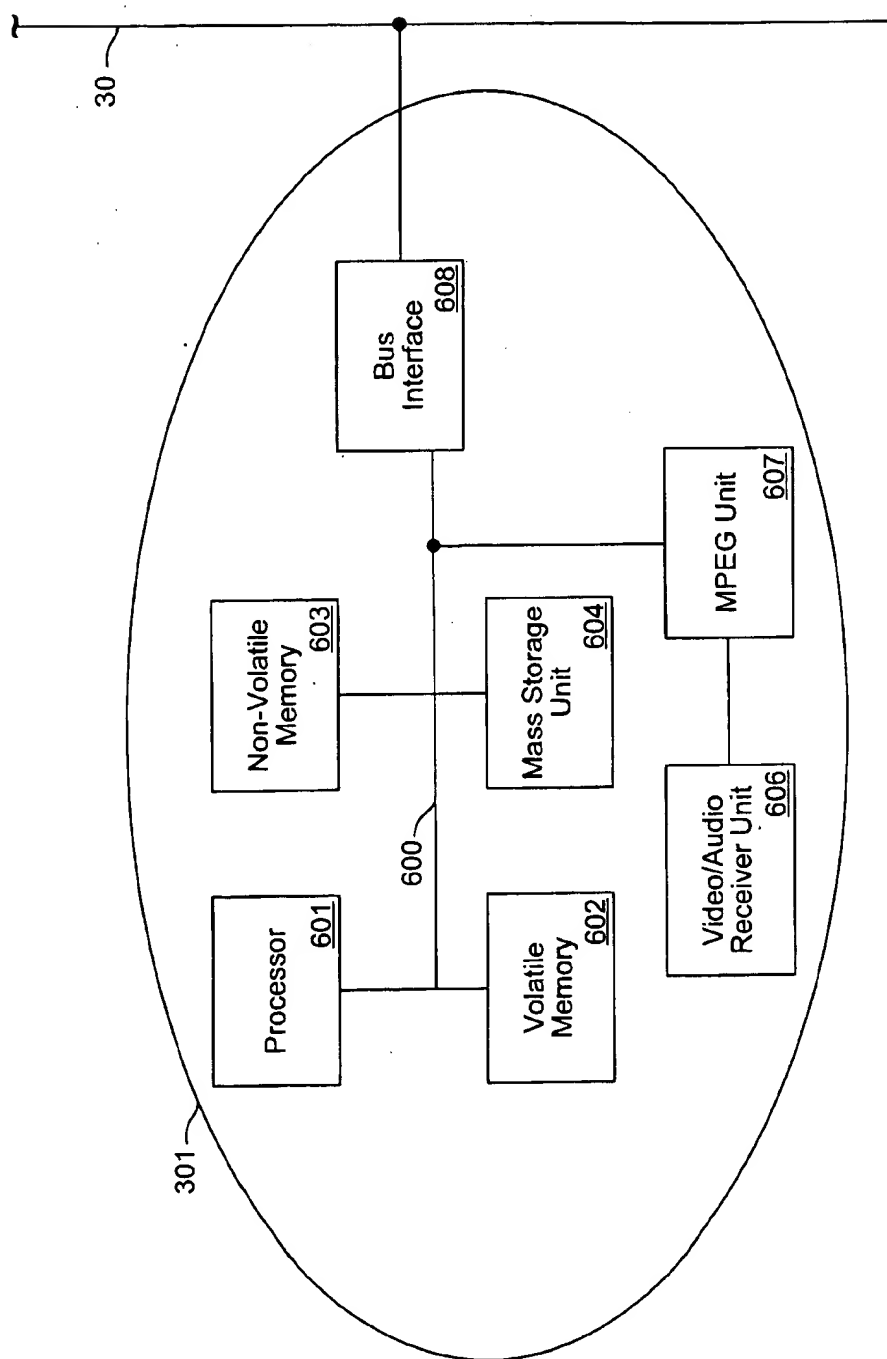 30
301
Processor
601
Non-Volatile
Memory
603
Bus
Interface
608
600
Volatile
Memory
602
Mass Storage
Unit
604
Video/Audio
Receiver Unit
606
MPEG Unit
607